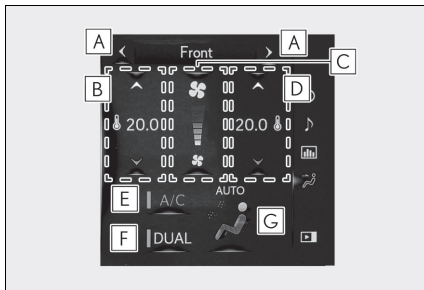 A < Front > A
C
B
D
20.0 20.0
AUTO
E A/C
G
F DUAL